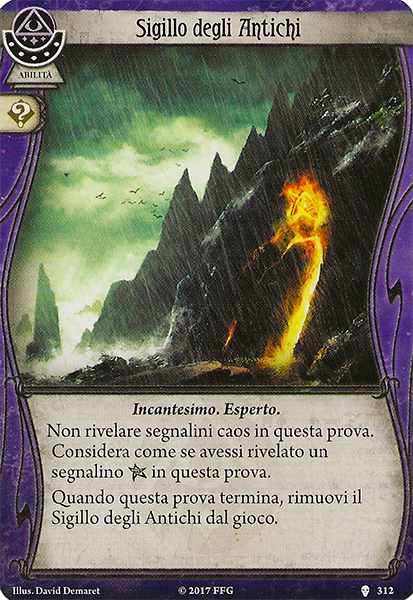 Sigillo degli Antichi
ABILITÀ
?
Incantesimo. Esperto.
Non rivelare segnalini caos in questa prova.
Considera come se avessi rivelato un
segnalino in questa prova.
Quando questa prova termina, rimuovi il
Sigillo degli Antichi dal gioco.
Illus. David Demaret © 2017 FFG 312